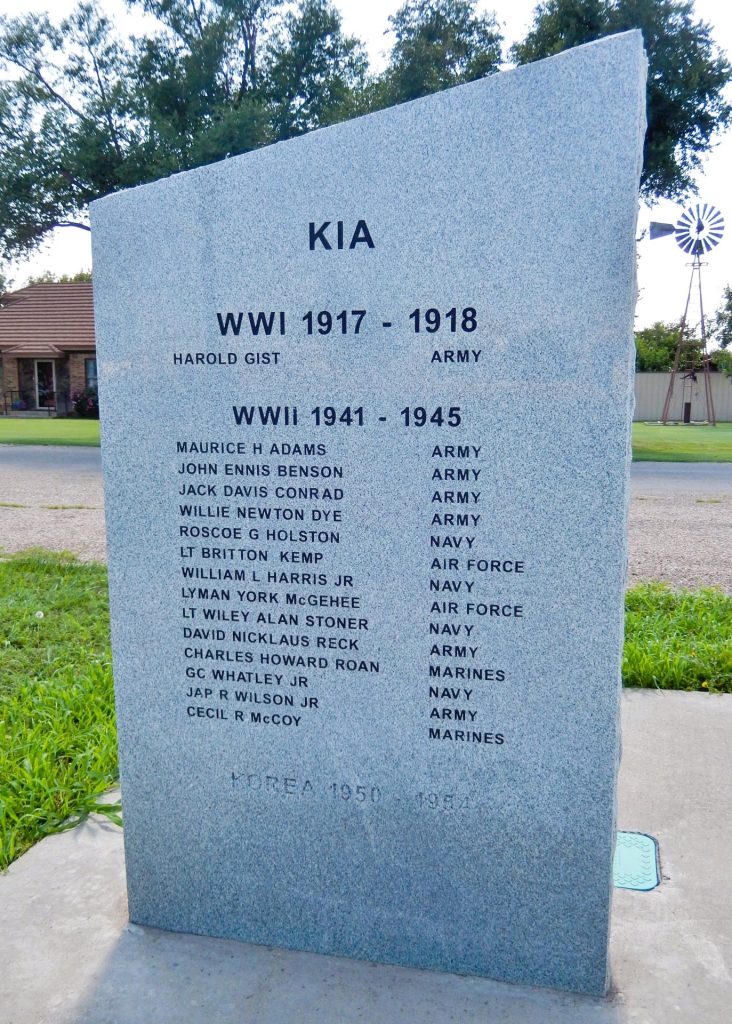 KIA
WWI 1917 - 1918
HAROLD GIST ARMY
WWIi 1941 - 1945
MAURICE H ADAMS ARMY
JOHN ENNIS BENSON ARMY
JACK DAVIS CONRAD ARMY
WILLIE NEWTON DYE ARMY
ROSCOE G HOLSTON NAVY
LT BRITTON KEMP AIR FORCE
WILLIAM L HARRIS JR NAVY
LYMAN YORK McGEHEE AIR FORCE
LT WILEY ALAN STONER NAVY
DAVID NICKLAUS RECK ARMY
CHARLES HOWARD ROAN MARINES
GC WHATLEY JR NAVY
JAP R WILSON JR ARMY
CECIL R McCOY MARINES
KOREA 1950 - 1954